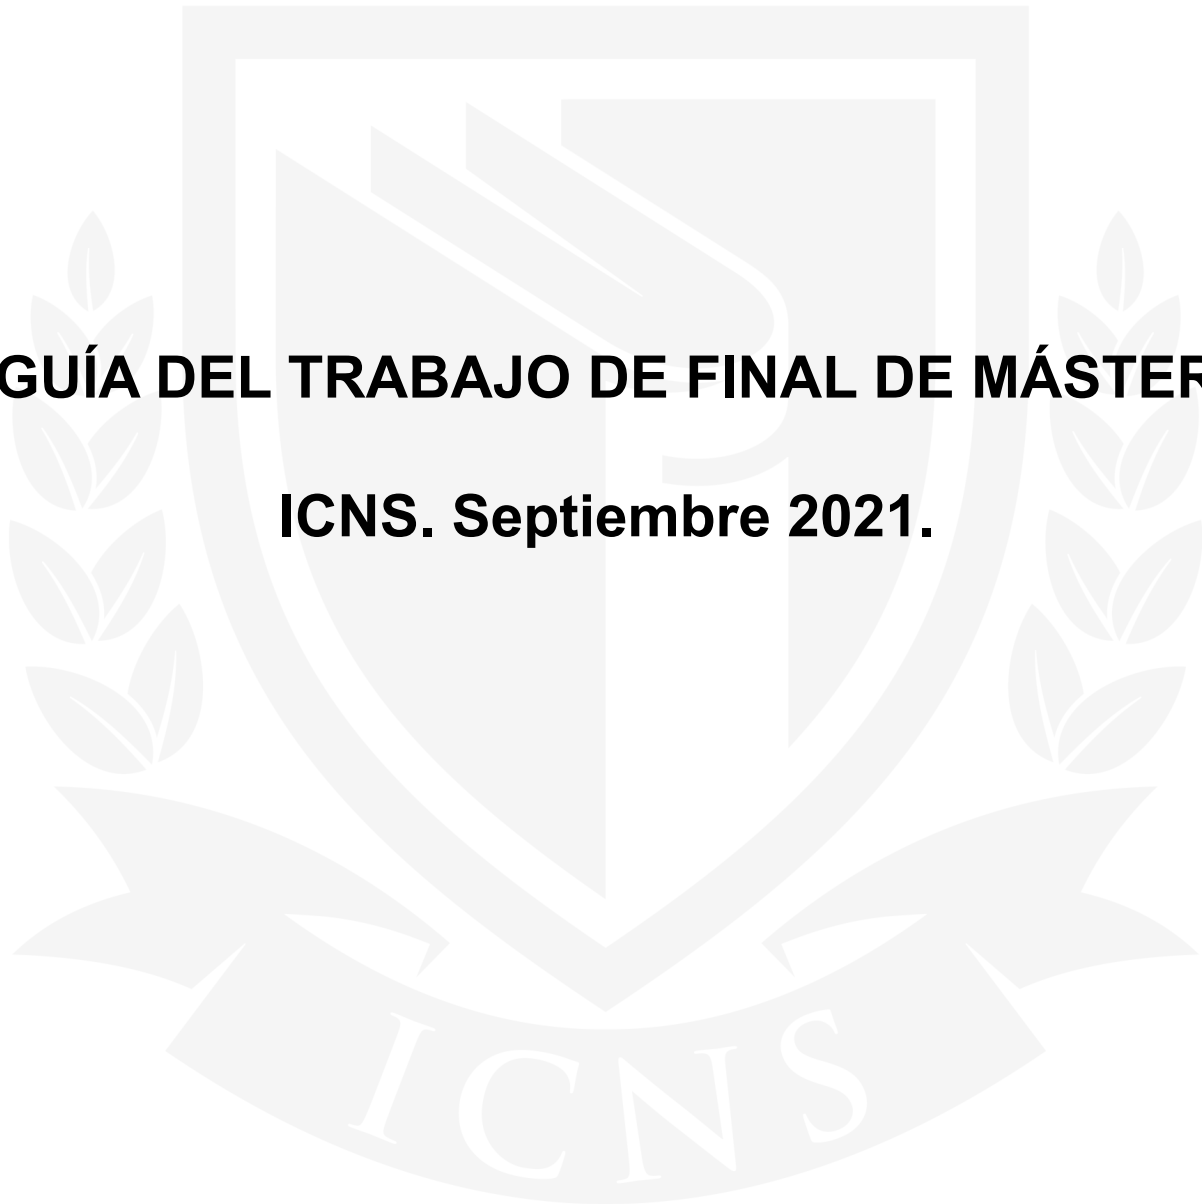 GUÍA DEL TRABAJO DE FINAL DE MÁSTER
ICNS. Septiembre 2021.
ICNS